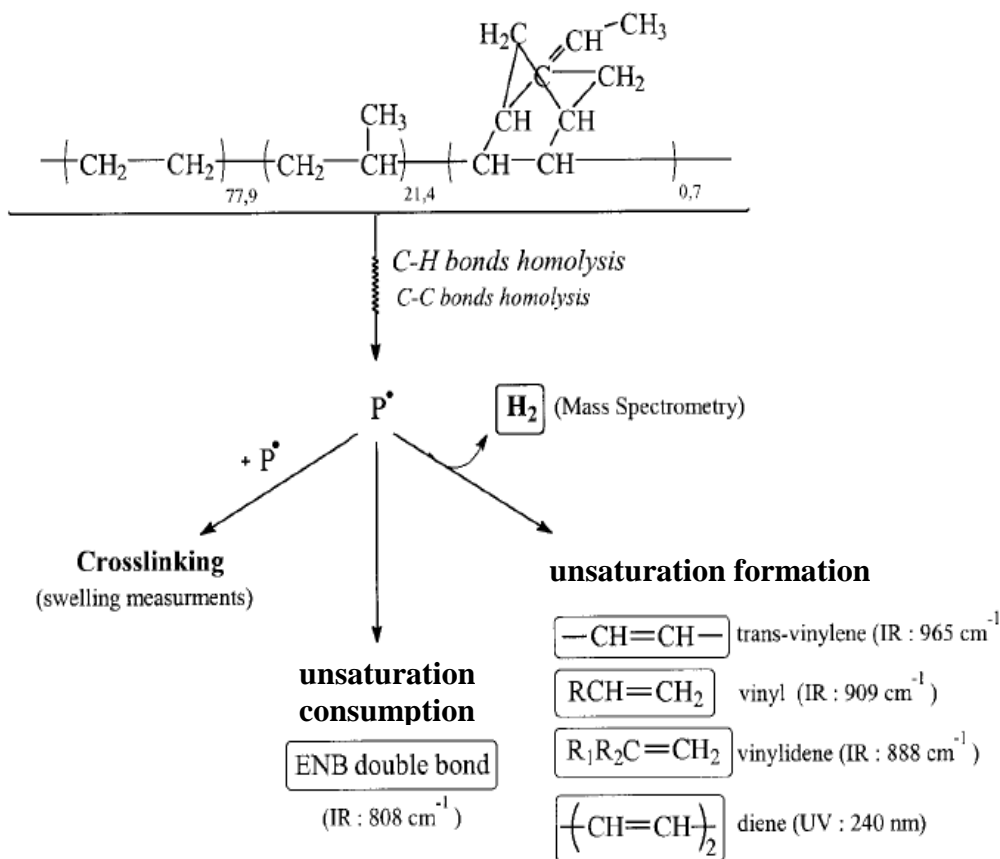 H₂C CH CH₃
C CH₂
CH₃ CH CH
(CH₂—CH₂)77,9 (CH₂—CH)21,4 (CH—CH)0,7
C-H bonds homolysis
C-C bonds homolysis
P•
H₂ (Mass Spectrometry)
+ P•
Crosslinking
(swelling measurments)
unsaturation formation
—CH=CH— trans-vinylene (IR : 965 cm⁻¹
RCH=CH₂ vinyl (IR : 909 cm⁻¹)
R₁R₂C=CH₂ vinylidene (IR : 888 cm⁻¹)
(CH=CH)₂ diene (UV : 240 nm)
unsaturation
consumption
ENB double bond
(IR : 808 cm⁻¹)